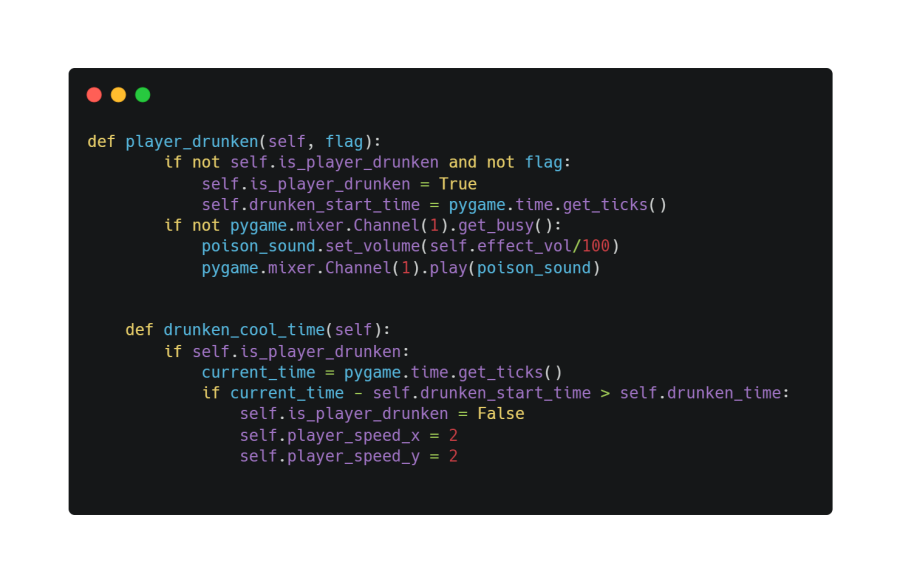 def player_drunken(self, flag):
        if not self.is_player_drunken and not flag:
            self.is_player_drunken = True
            self.drunken_start_time = pygame.time.get_ticks()
        if not pygame.mixer.Channel(1).get_busy():
            poison_sound.set_volume(self.effect_vol/100)
            pygame.mixer.Channel(1).play(poison_sound)
    def drunken_cool_time(self):
        if self.is_player_drunken:
            current_time = pygame.time.get_ticks()
            if current_time - self.drunken_start_time > self.drunken_time:
                self.is_player_drunken = False
                self.player_speed_x = 2
                self.player_speed_y = 2